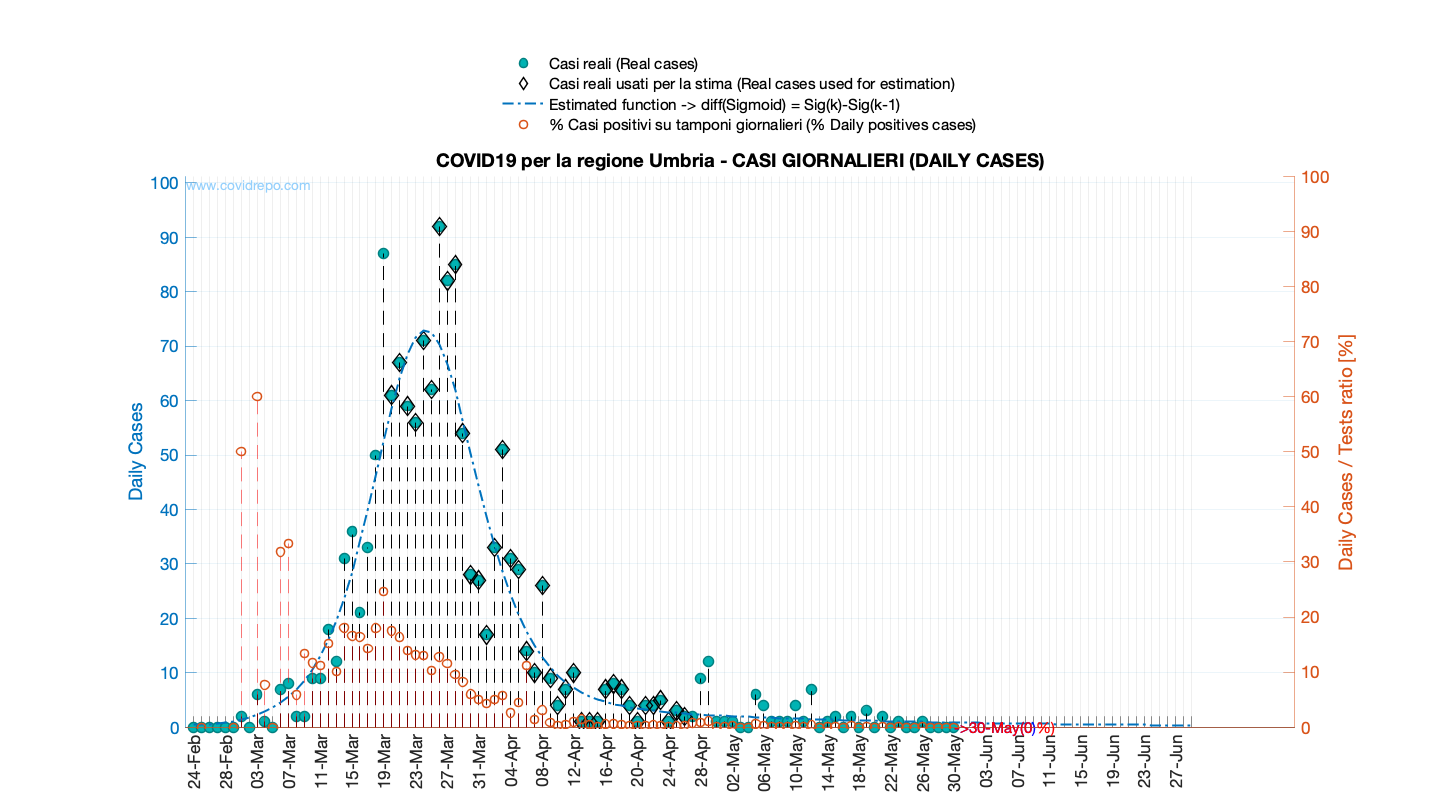 Casi reali (Real cases)
Casi reali usati per la stima (Real cases used for estimation)
Estimated function -> diff(Sigmoid) = Sig(k)-Sig(k-1)
% Casi positivi su tamponi giornalieri (% Daily positives cases)
COVID19 per la regione Umbria - CASI GIORNALIERI (DAILY CASES)
www.covidrepo.com
100
90
80
70
60
50
40
30
20
10
0
Daily Cases
100
90
80
70
60
50
40
30
20
10
0
Daily Cases / Tests ratio [%]
->30-May(0)%)
24-Feb
28-Feb
03-Mar
07-Mar
11-Mar
15-Mar
19-Mar
23-Mar
27-Mar
31-Mar
04-Apr
08-Apr
12-Apr
16-Apr
20-Apr
24-Apr
28-Apr
02-May
06-May
10-May
14-May
18-May
22-May
26-May
30-May
03-Jun
07-Jun
11-Jun
15-Jun
19-Jun
23-Jun
27-Jun